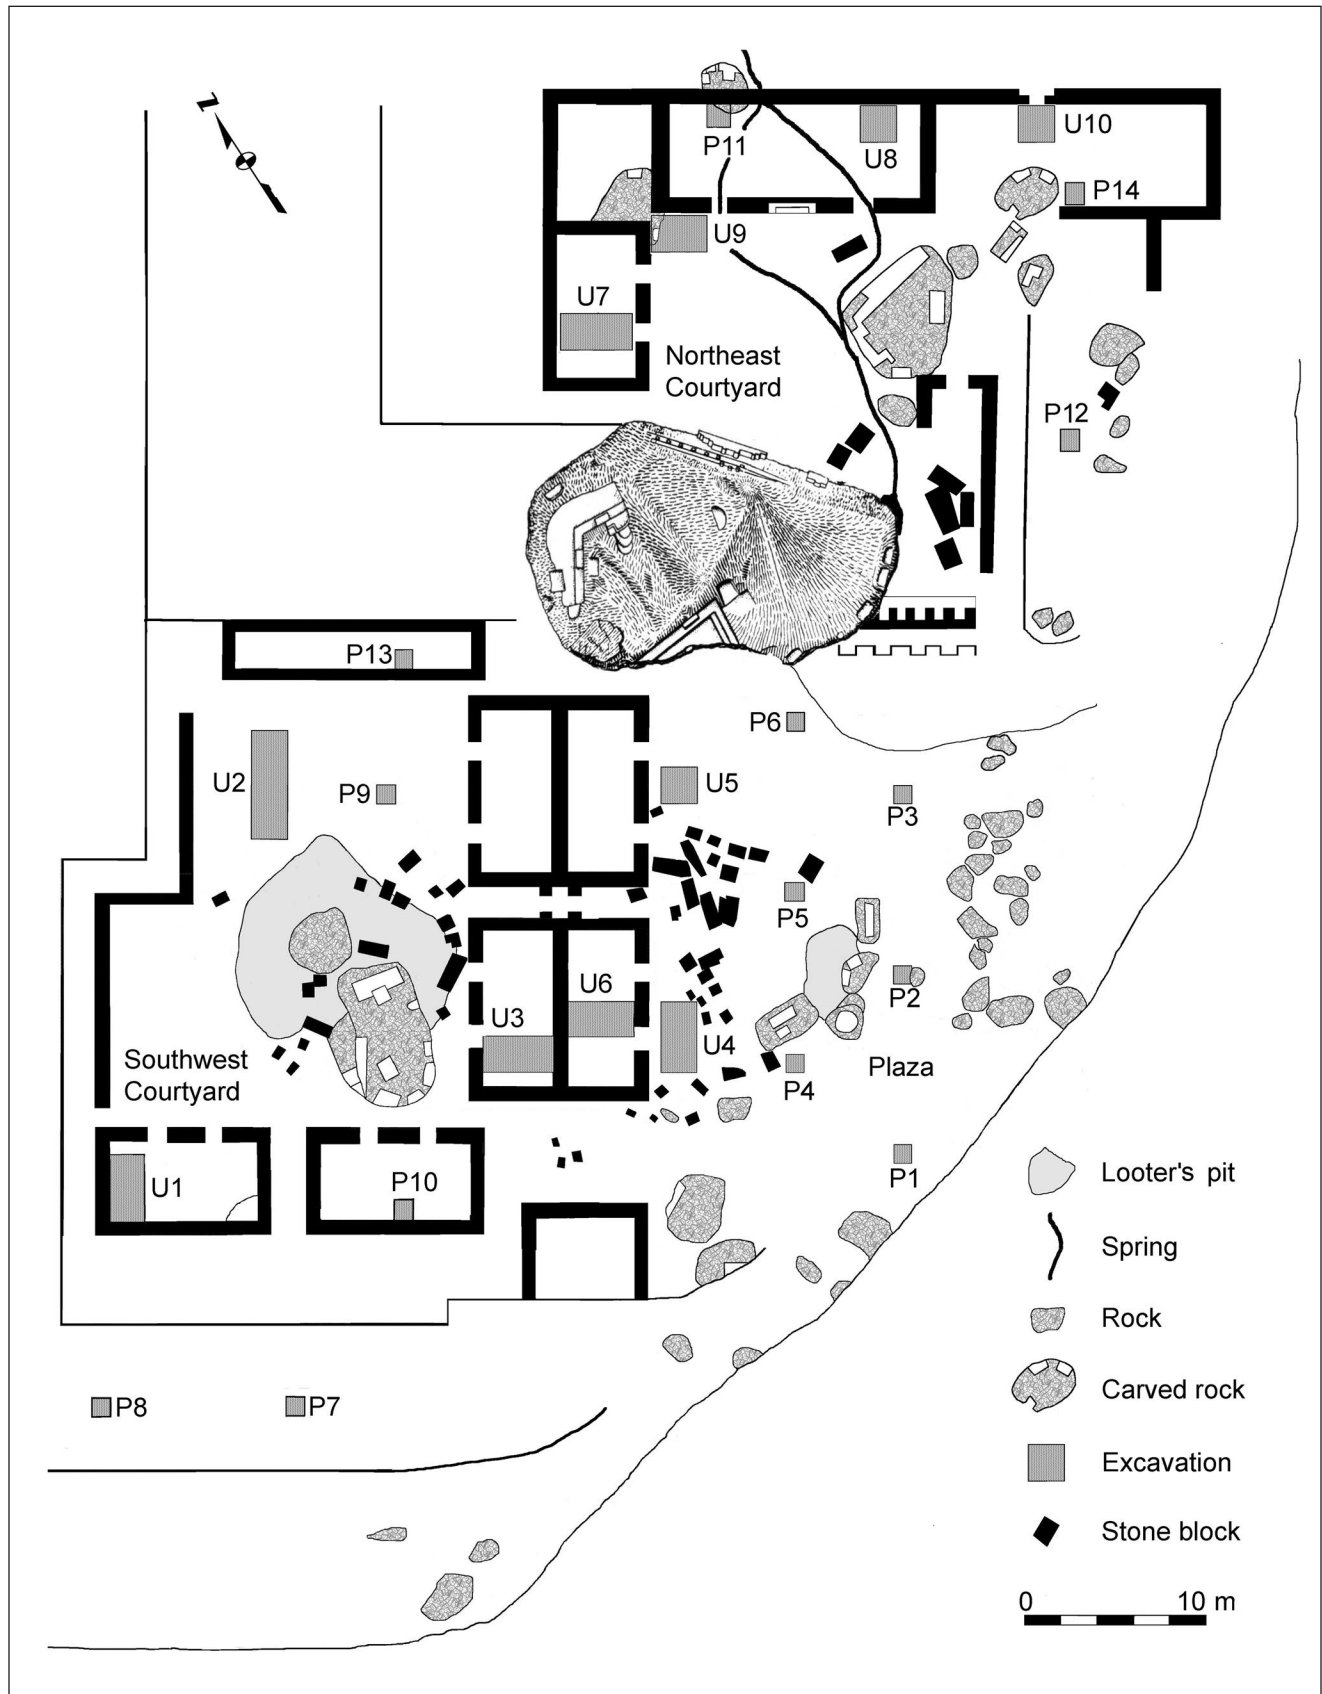 N
U10
P11
U8
P14
U9
U7
Northeast
Courtyard
P12
P13
P6
U2
P9
U5
P3
P5
P2
U6
U3
U4
Southwest
Courtyard
Plaza
P4
P1
U1
P10
Looter's pit
Spring
Rock
Carved rock
Excavation
Stone block
P8
P7
0 10 m